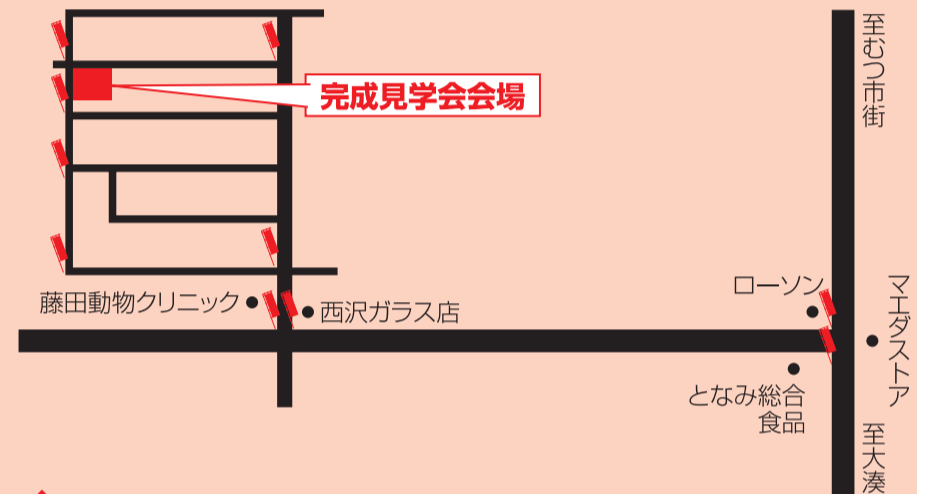 至むつ市街
完成見学会会場
ローソン
マエダストア
藤田動物クリニック
西沢ガラス店
となみ総合
食品
至大湊